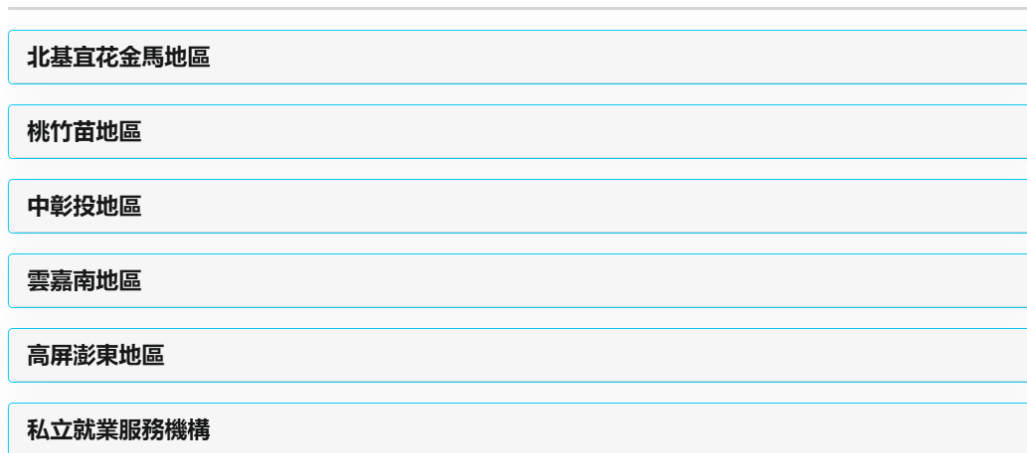 北基宜花金馬地區
桃竹苗地區
中彰投地區
雲嘉南地區
高屏澎東地區
私立就業服務機構